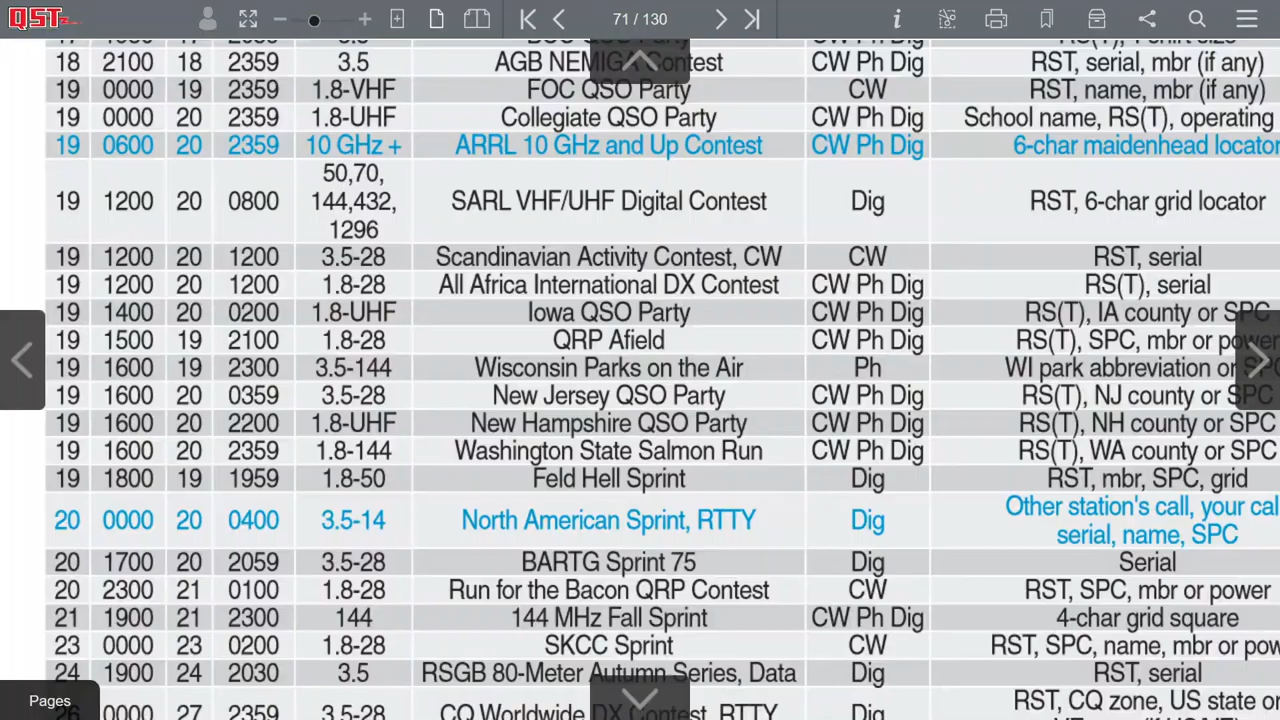 QST
71 / 130
18 2100 18 2359 3.5 AGB NEMIGA Contest CW Ph Dig RST, serial, mbr (if any)
19 0000 19 2359 1.8-VHF FOC QSO Party CW RST, name, mbr (if any)
19 0000 20 2359 1.8-UHF Collegiate QSO Party CW Ph Dig School name, RS(T), operating
19 0600 20 2359 10 GHz + ARRL 10 GHz and Up Contest CW Ph Dig 6-char maidenhead locator
50,70,
19 1200 20 0800 144,432, SARL VHF/UHF Digital Contest Dig RST, 6-char grid locator
1296
19 1200 20 1200 3.5-28 Scandinavian Activity Contest, CW CW RST, serial
19 1200 20 1200 1.8-28 All Africa International DX Contest CW Ph Dig RS(T), serial
19 1400 20 0200 1.8-UHF Iowa QSO Party CW Ph Dig RS(T), IA county or SPC
19 1500 19 2100 1.8-28 QRP Afield CW Ph Dig RS(T), SPC, mbr or power
19 1600 19 2300 3.5-144 Wisconsin Parks on the Air Ph WI park abbreviation or SPC
19 1600 20 0359 3.5-28 New Jersey QSO Party CW Ph Dig RS(T), NJ county or SPC
19 1600 20 2200 1.8-UHF New Hampshire QSO Party CW Ph Dig RS(T), NH county or SPC
19 1600 20 2359 1.8-144 Washington State Salmon Run CW Ph Dig RS(T), WA county or SPC
19 1800 19 1959 1.8-50 Feld Hell Sprint Dig RST, mbr, SPC, grid
Other station's call, your cal
20 0000 20 0400 3.5-14 North American Sprint, RTTY Dig
serial, name, SPC
20 1700 20 2059 3.5-28 BARTG Sprint 75 Dig Serial
20 2300 21 0100 1.8-28 Run for the Bacon QRP Contest CW RST, SPC, mbr or power
21 1900 21 2300 144 144 MHz Fall Sprint CW Ph Dig 4-char grid square
23 0000 23 0200 1.8-28 SKCC Sprint CW RST, SPC, name, mbr or pow
24 1900 24 2030 3.5 RSGB 80-Meter Autumn Series, Data Dig RST, serial
RST, CQ zone, US state or
26 0000 27 2359 3.5-28 CQ Worldwide DX Contest, RTTY Dig
Pages